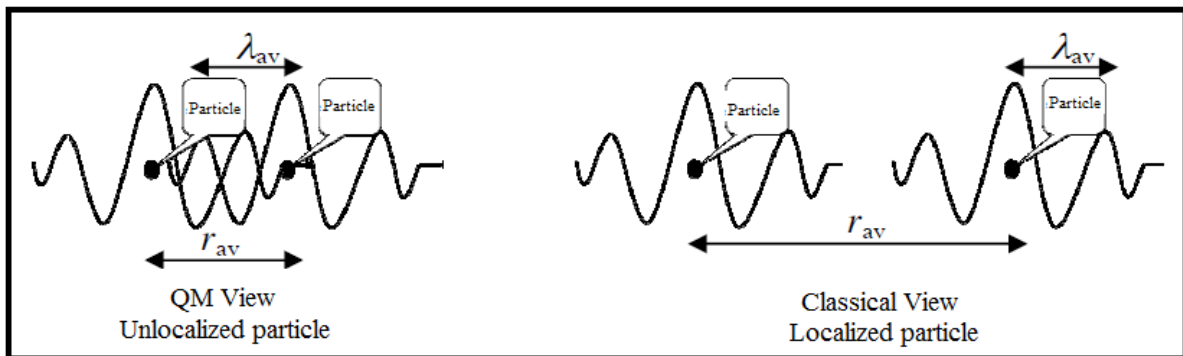 λav
λav
Particle
Particle
Particle
Particle
rav
rav
QM View
Unlocalized particle
Classical View
Localized particle